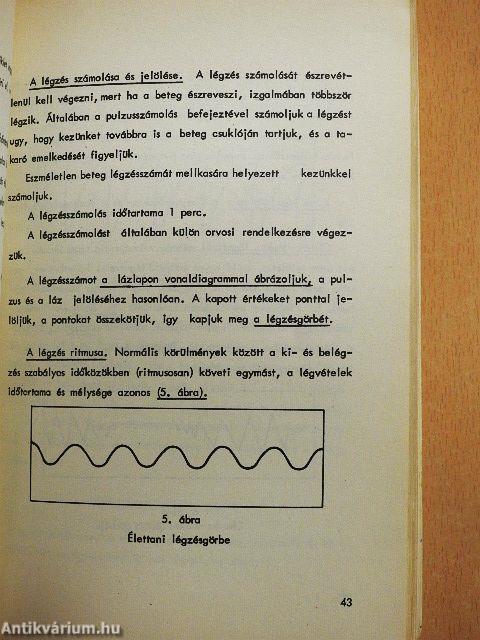 A légzés számolása és jelölése. A légzés számolását észrevét-
lenül kell végezni, mert ha a beteg észreveszi, izgalmában többször
légzik. Általában a pulzusszámolás befejeztével számoljuk a légzést
ugy, hogy kezünket továbbra is a beteg csuklóján tartjuk, és a ta-
karó emelkedését figyeljük.
Eszméletlen beteg légzésszámát mellkasára helyezett kezünkkel
számoljuk.
A légzésszámolás időtartama 1 perc.
A légzésszámolást általában külön orvosi rendelkezésre végez-
zük.
A légzésszámot a lázlapon vonaldiagrammal ábrázoljuk, a pul-
zus és a láz jelöléséhez hasonlóan. A kapott értékeket ponttal je-
löljük, a pontokat összekötjük, igy kapjuk meg a légzésgörbét.
A légzés ritmusa. Normális körülmények között a ki- és belég-
zés szabályos időközökben (ritmusosan) követi egymást, a légvételek
időtartama és mélysége azonos (5. ábra).
5. ábra
Élettani légzésgörbe
43
Antikvárium.hu